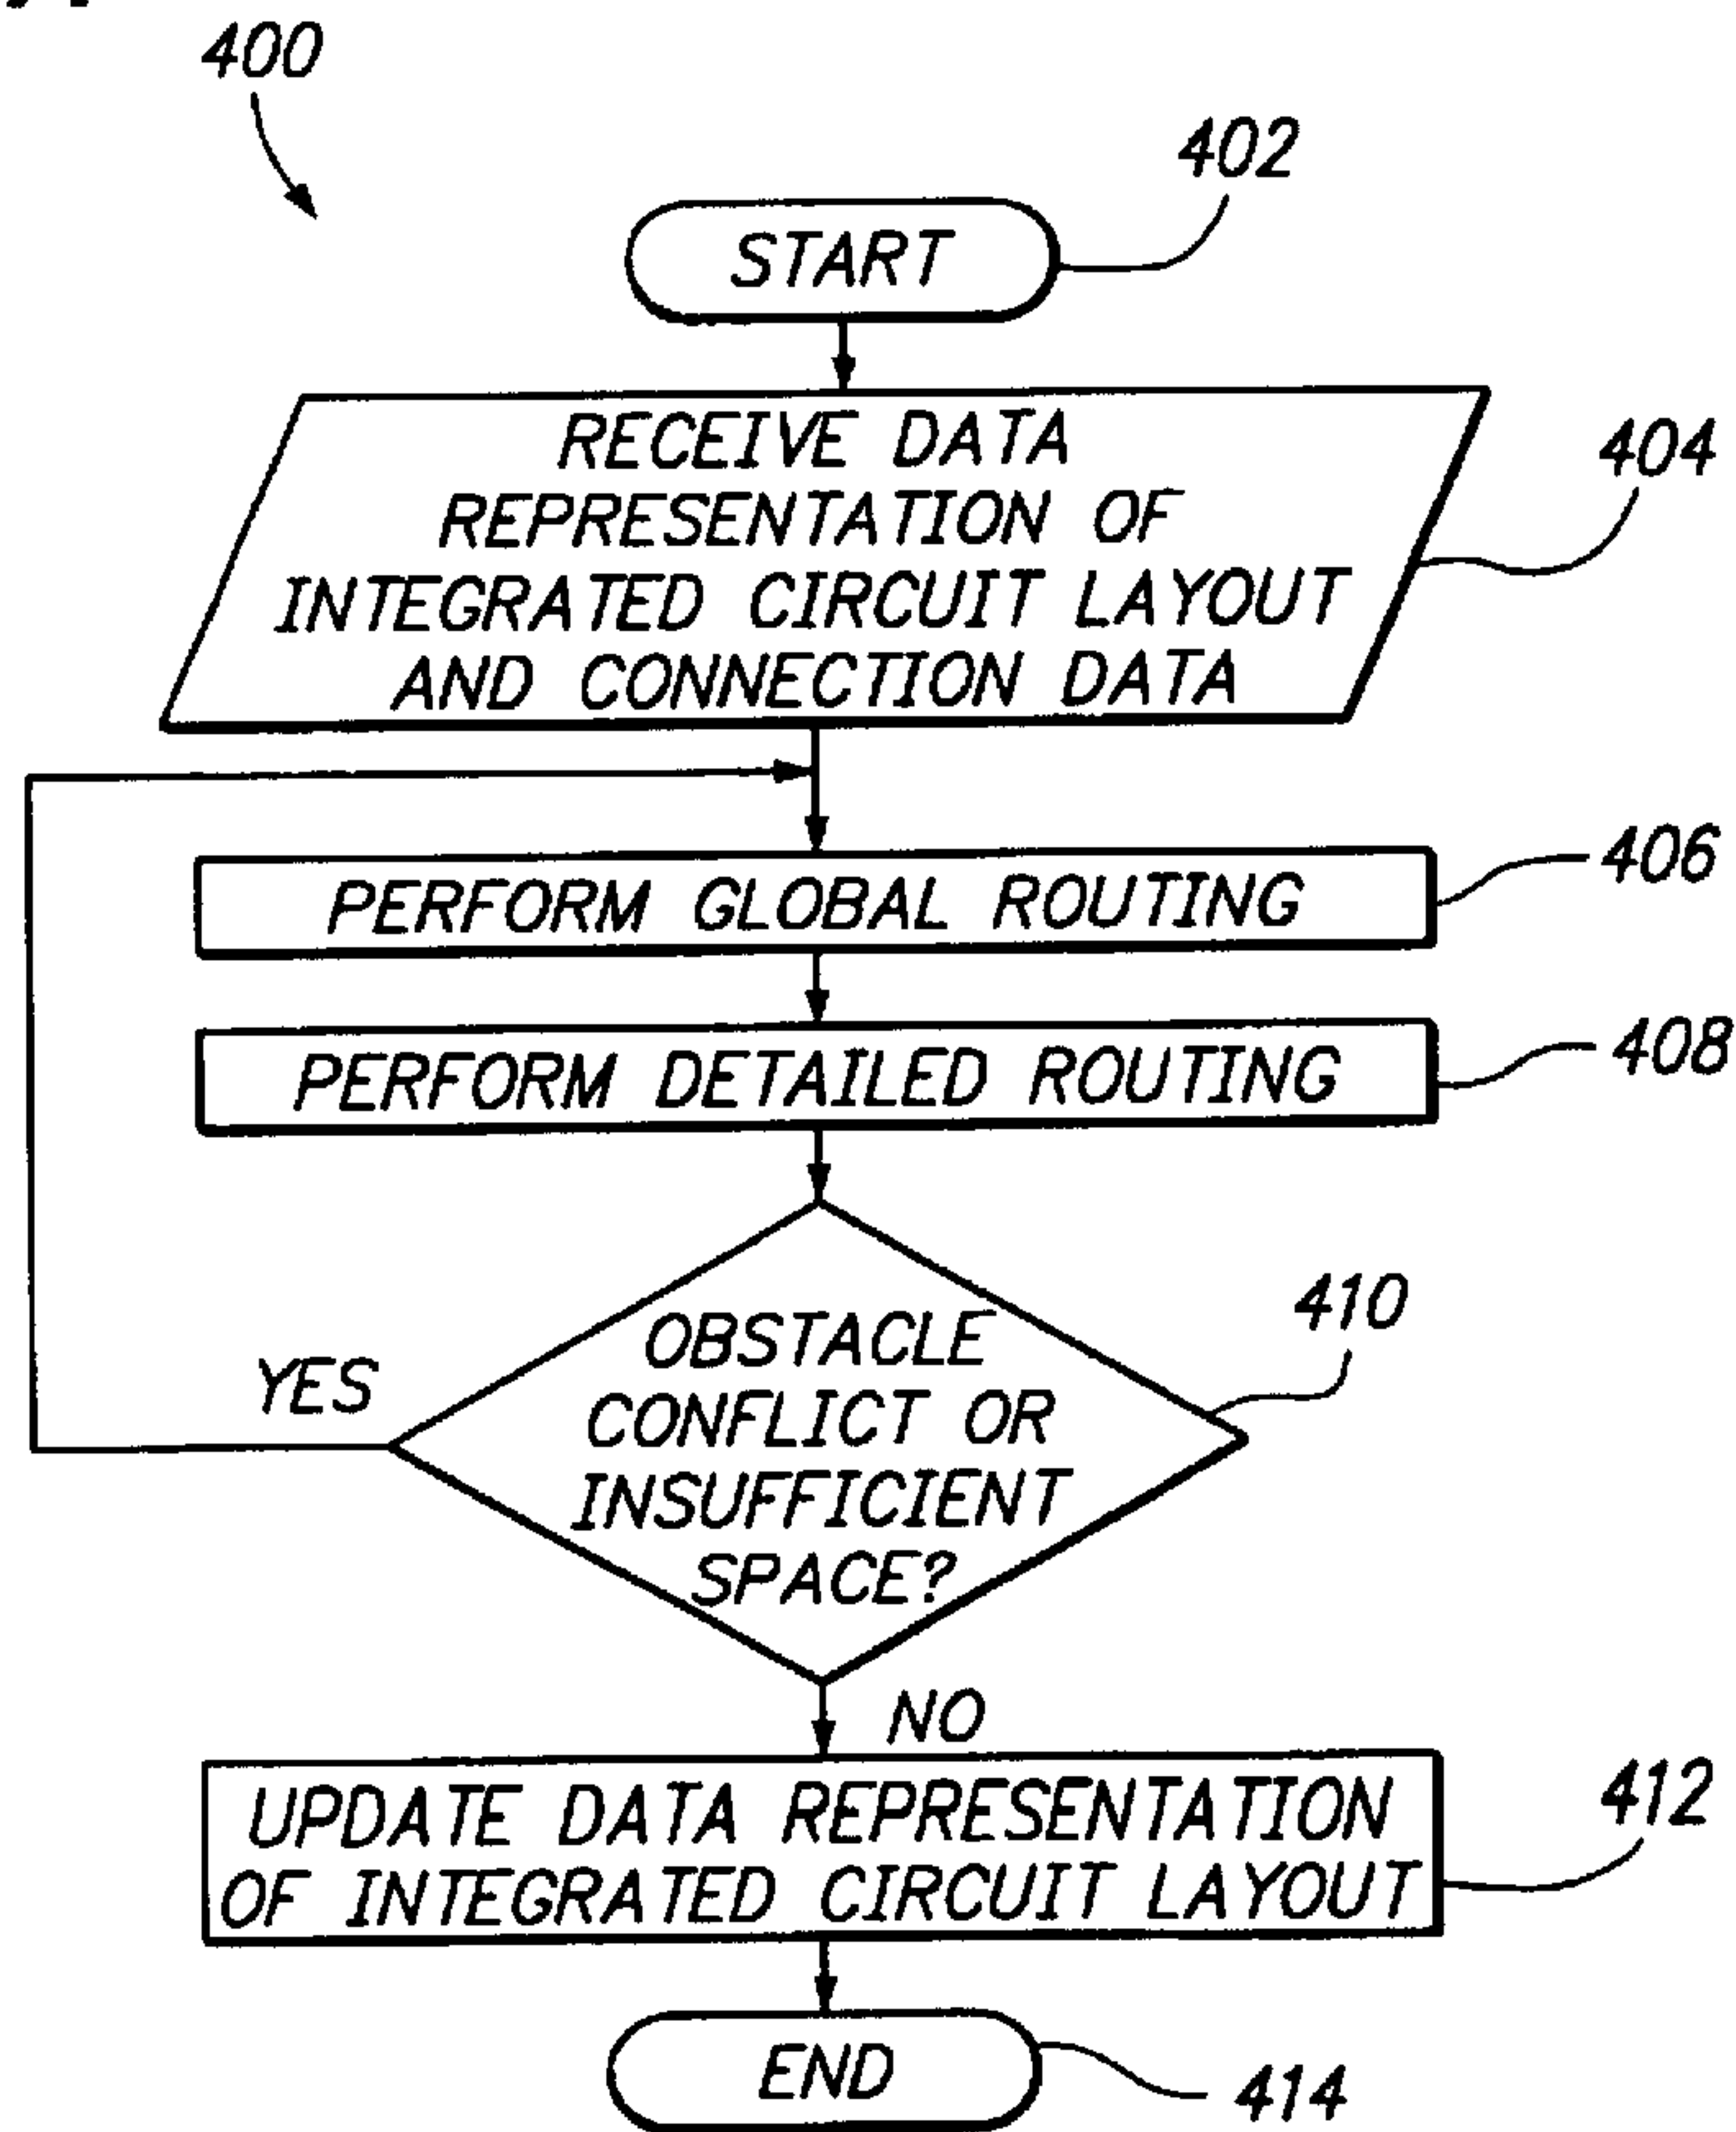 400
402
START
RECEIVE DATA
REPRESENTATION OF
INTEGRATED CIRCUIT LAYOUT
AND CONNECTION DATA
404
PERFORM GLOBAL ROUTING
406
PERFORM DETAILED ROUTING
408
OBSTACLE
CONFLICT OR
INSUFFICIENT
SPACE?
410
YES
NO
UPDATE DATA REPRESENTATION
OF INTEGRATED CIRCUIT LAYOUT
412
END
414